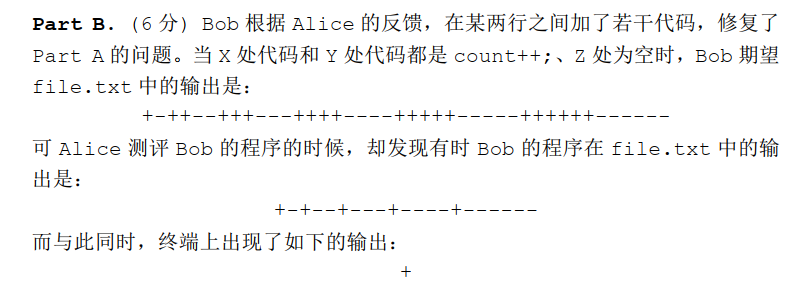 Part B. (6 分) Bob 根据 Alice 的反馈，在某两行之间加了若干代码，修复了
Part A 的问题。当 X 处代码和 Y 处代码都是 count++;、Z 处为空时，Bob 期望
file.txt 中的输出是：
+-++--+++---++++----+++++-----++++++------
可 Alice 测评 Bob 的程序的时候，却发现有时 Bob 的程序在 file.txt 中的输
出是：
+-+--+---+----+------
而与此同时，终端上出现了如下的输出：
+